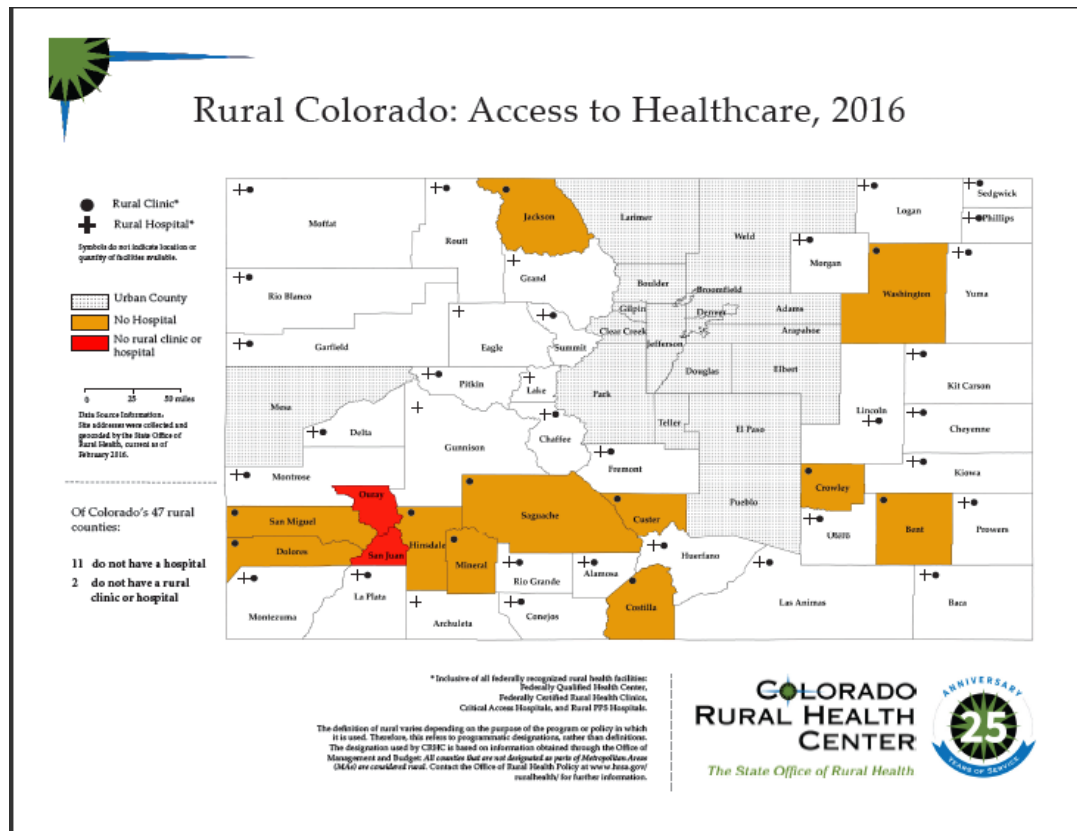 Rural Colorado: Access to Healthcare, 2016
Rural Clinic*
Rural Hospital*
Symbols do not indicate location or
quantity of facilities available.
Urban County
No Hospital
No rural clinic or
hospital
0 25 50 miles
Data Source Information:
Site addresses were collected and
geocoded by the State Office of
Rural Health, current as of
February 2016.
Of Colorado's 47 rural
counties:
11 do not have a hospital
2 do not have a rural
clinic or hospital
Moffat
Routt
Jackson
Larimer
Weld
Logan
Sedgwick
Phillips
Morgan
Washington
Yuma
Rio Blanco
Grand
Boulder
Broomfield
Gilpin
Denver
Adams
Clear Creek
Arapahoe
Jefferson
Garfield
Eagle
Summit
Pitkin
Lake
Park
Douglas
Elbert
Lincoln
Kit Carson
Mesa
Delta
Gunnison
Chaffee
Teller
El Paso
Cheyenne
Montrose
Fremont
Kiowa
Ouray
San Miguel
Dolores
San Juan
Hinsdale
Saguache
Mineral
Custer
Pueblo
Crowley
Otero
Bent
Prowers
Montezuma
La Plata
Archuleta
Rio Grande
Alamosa
Conejos
Costilla
Huerfano
Las Animas
Baca
* Inclusive of all federally recognized rural health facilities:
Federally Qualified Health Center,
Federally Certified Rural Health Clinics,
Critical Access Hospitals, and Rural PPS Hospitals.
The definition of rural varies depending on the purpose of the program or policy in which
it is used. Therefore, this refers to programmatic designations, rather than definitions.
The designation used by CRHC is based on information obtained through the Office of
Management and Budget: All counties that are not designated as parts of Metropolitan Areas
(MAs) are considered rural. Contact the Office of Rural Health Policy at www.hrsa.gov/
ruralhealth/ for further information.
COLORADO
RURAL HEALTH
CENTER
The State Office of Rural Health
ANNIVERSARY
25
YEARS OF SERVICE